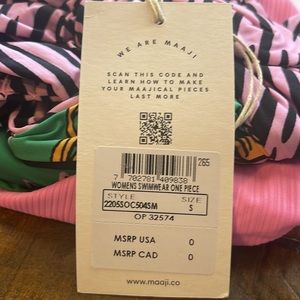 WE ARE MAAJI
SCAN THIS CODE AND
LEARN HOW TO MAKE
YOUR MAAJICAL PIECES
LAST MORE
265
7 702781 409838
WOMENS SWIMWEAR ONE PIECE
STYLE SIZE
2205SOC504SM S
OP 32574
MSRP USA 0
MSRP CAD 0
www.maaji.co